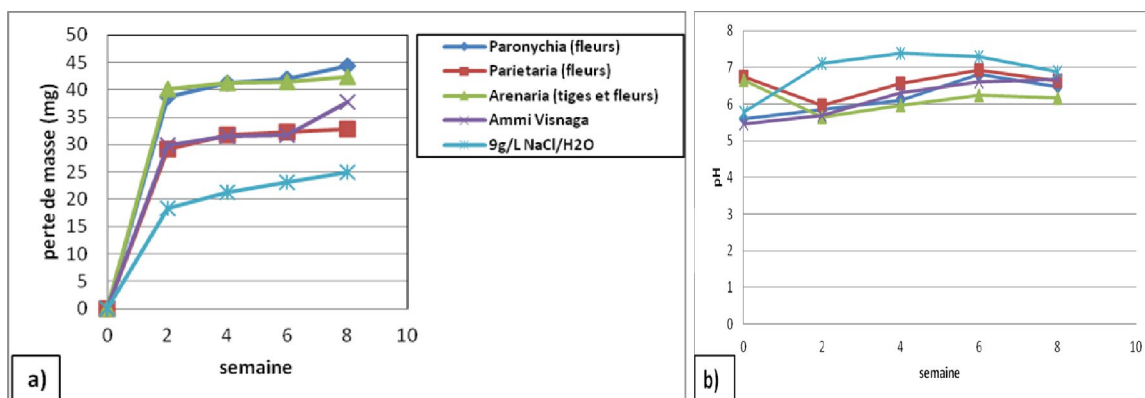 50
45
40
35
30
25
20
15
10
5
0
perte de masse (mg)
0 2 4 6 8 10
semaine
a)
Paronychia (fleurs)
Parietaria (fleurs)
Arenaria (tiges et fleurs)
Ammi Visnaga
9g/L NaCl/H2O
8
7
6
5
4
3
2
1
0
pH
0 2 4 6 8 10
semaine
b)